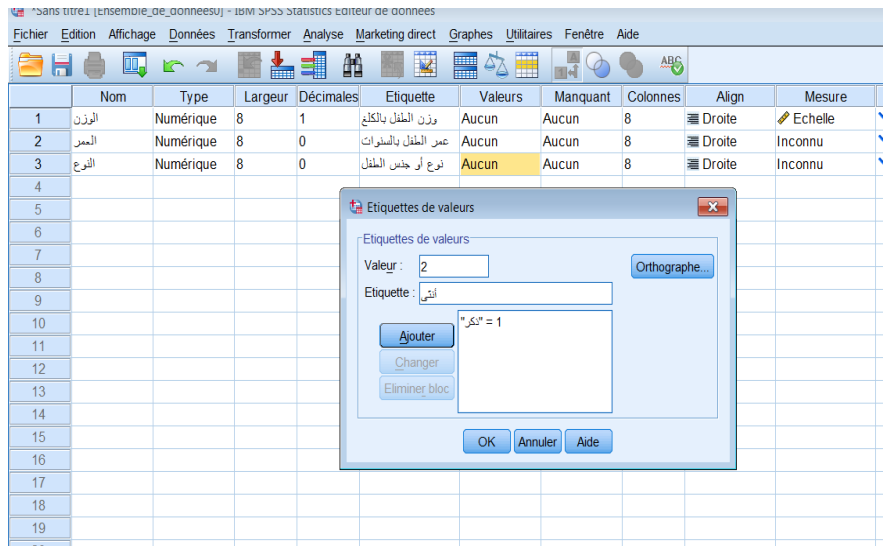 *Sans titre1 [Ensemble_de_données0] - IBM SPSS Statistics Editeur de données
Fichier Edition Affichage Données Transformer Analyse Marketing direct Graphes Utilitaires Fenêtre Aide
Nom Type Largeur Décimales Etiquette Valeurs Manquant Colonnes Align Mesure
1 الوزن Numérique 8 1 وزن الطفل بالكلغ Aucun Aucun 8 Droite Echelle
2 العمر Numérique 8 0 عمر الطفل بالسنوات Aucun Aucun 8 Droite Inconnu
3 النوع Numérique 8 0 نوع أو جنس الطفل Aucun Aucun 8 Droite Inconnu
4
5
6
7
8
9
10
11
12
13
14
15
16
17
18
19
Etiquettes de valeurs
Etiquettes de valeurs
Valeur : 2
Orthographe...
Etiquette : أنثى
Ajouter
Changer
Eliminer bloc
1 = "ذكر"
OK Annuler Aide